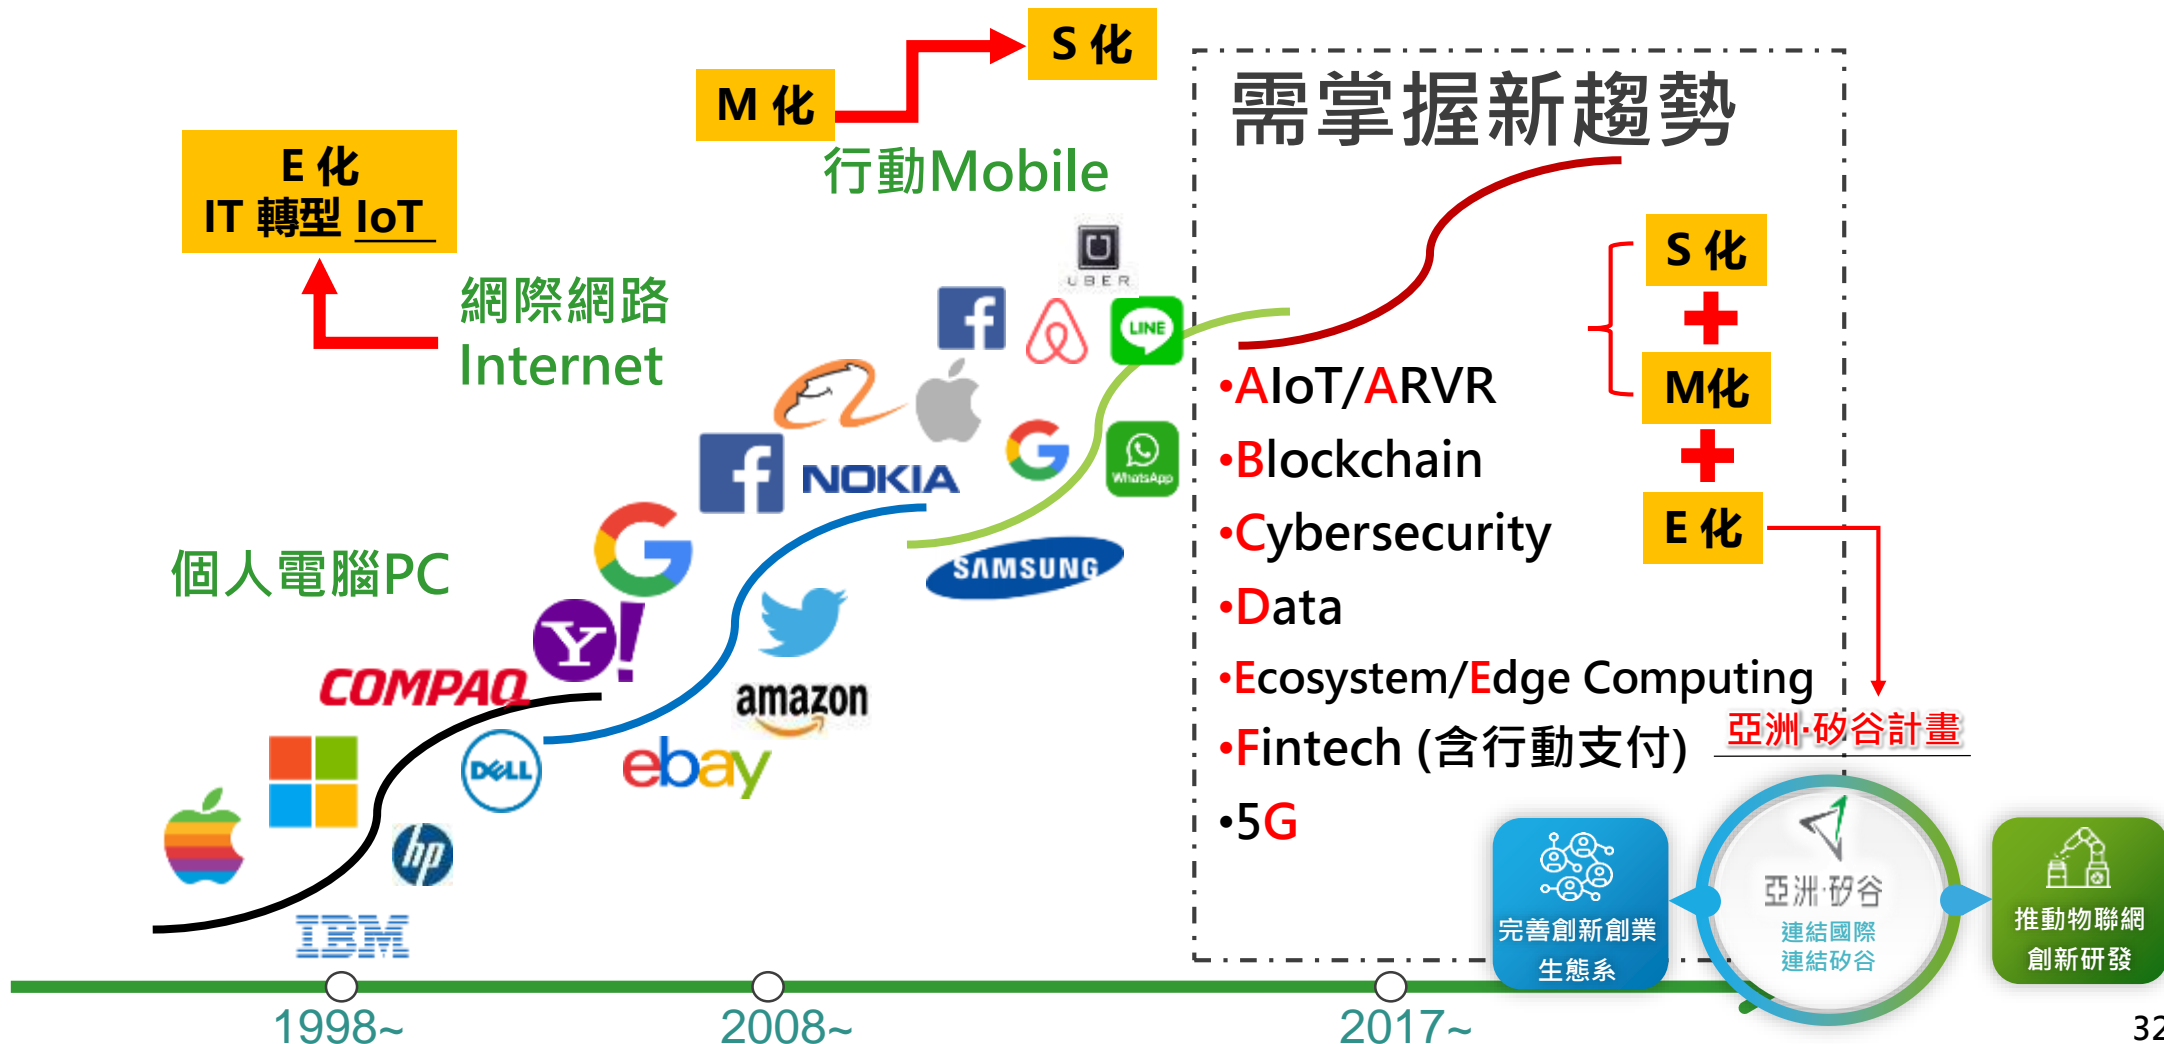 S 化
M 化
需掌握新趨勢
行動Mobile
E 化
IT 轉型 IoT
UBER
S 化
網際網路
Internet
LINE
M化
•AIoT/ARVR
•Blockchain
NOKIA
WhatsApp
E 化
•Cybersecurity
個人電腦PC
SAMSUNG
•Data
Y!
COMPAQ
•Ecosystem/Edge Computing
amazon
亞洲·矽谷計畫
•Fintech (含行動支付)
DELL
ebay
•5G
hp
IBM
完善創新創業
生態系
亞洲·矽谷
連結國際
連結矽谷
推動物聯網
創新研發
1998~
2008~
2017~
32